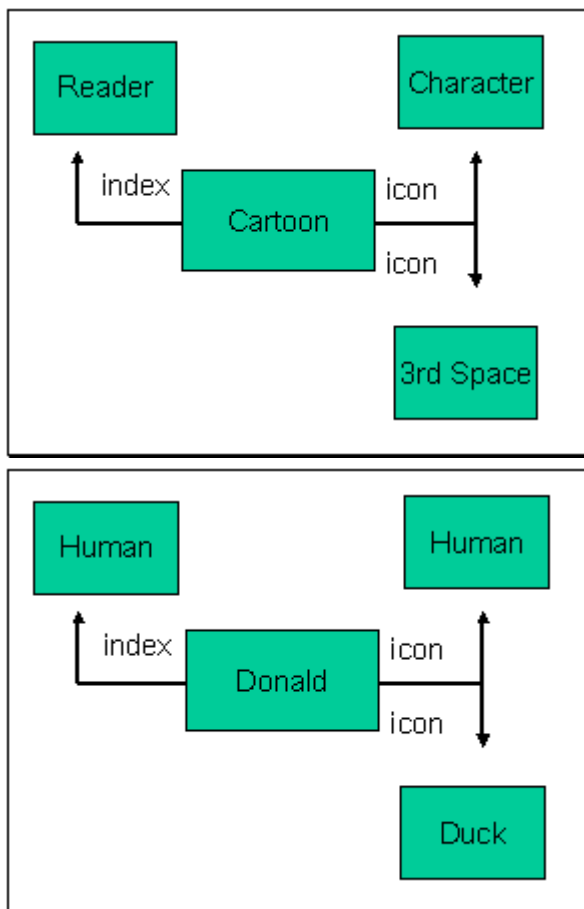 Reader
Character
index
icon
Cartoon
icon
3rd Space
Human
Human
index
icon
Donald
icon
Duck